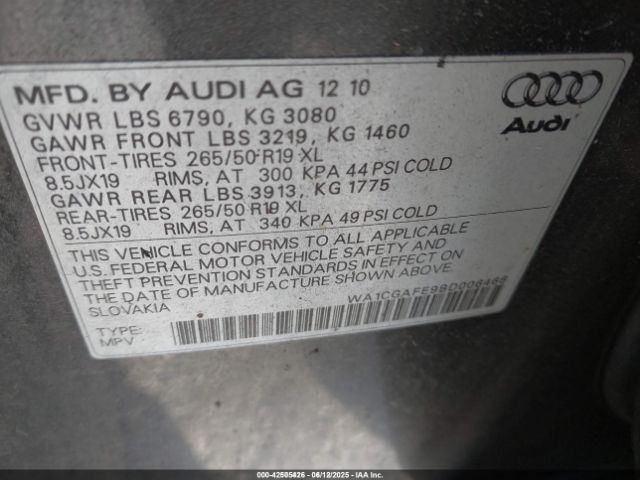 MFD. BY AUDI AG 12 10
GVWR LBS 6790, KG 3080
GAWR FRONT LBS 3219, KG 1460
FRONT-TIRES 265/50 R19 XL
8.5JX19 RIMS, AT 300 KPA 44 PSI COLD
GAWR REAR LBS 3913, KG 1775
REAR-TIRES 265/50 R19 XL
8.5JX19 RIMS, AT 340 KPA 49 PSI COLD
THIS VEHICLE CONFORMS TO ALL APPLICABLE
U.S. FEDERAL MOTOR VEHICLE SAFETY AND
THEFT PREVENTION STANDARDS IN EFFECT ON
THE DATE OF MANUFACTURE SHOWN ABOVE.
SLOVAKIA
WA1CGAFE9BD006468
TYPE:
MPV
Audi
000-42505826 - 06/12/2025 - IAA Inc.